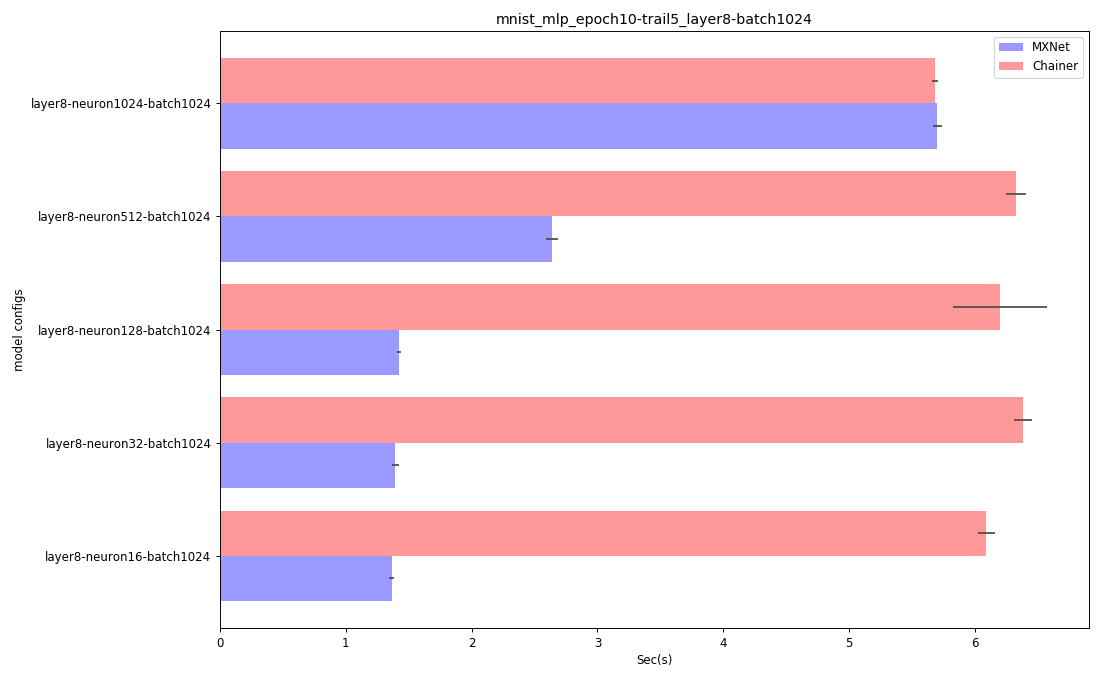 mnist_mlp_epoch10-trail5_layer8-batch1024
MXNet
Chainer
layer8-neuron1024-batch1024
layer8-neuron512-batch1024
layer8-neuron128-batch1024
layer8-neuron32-batch1024
layer8-neuron16-batch1024
model configs
0 1 2 3 4 5 6
Sec(s)